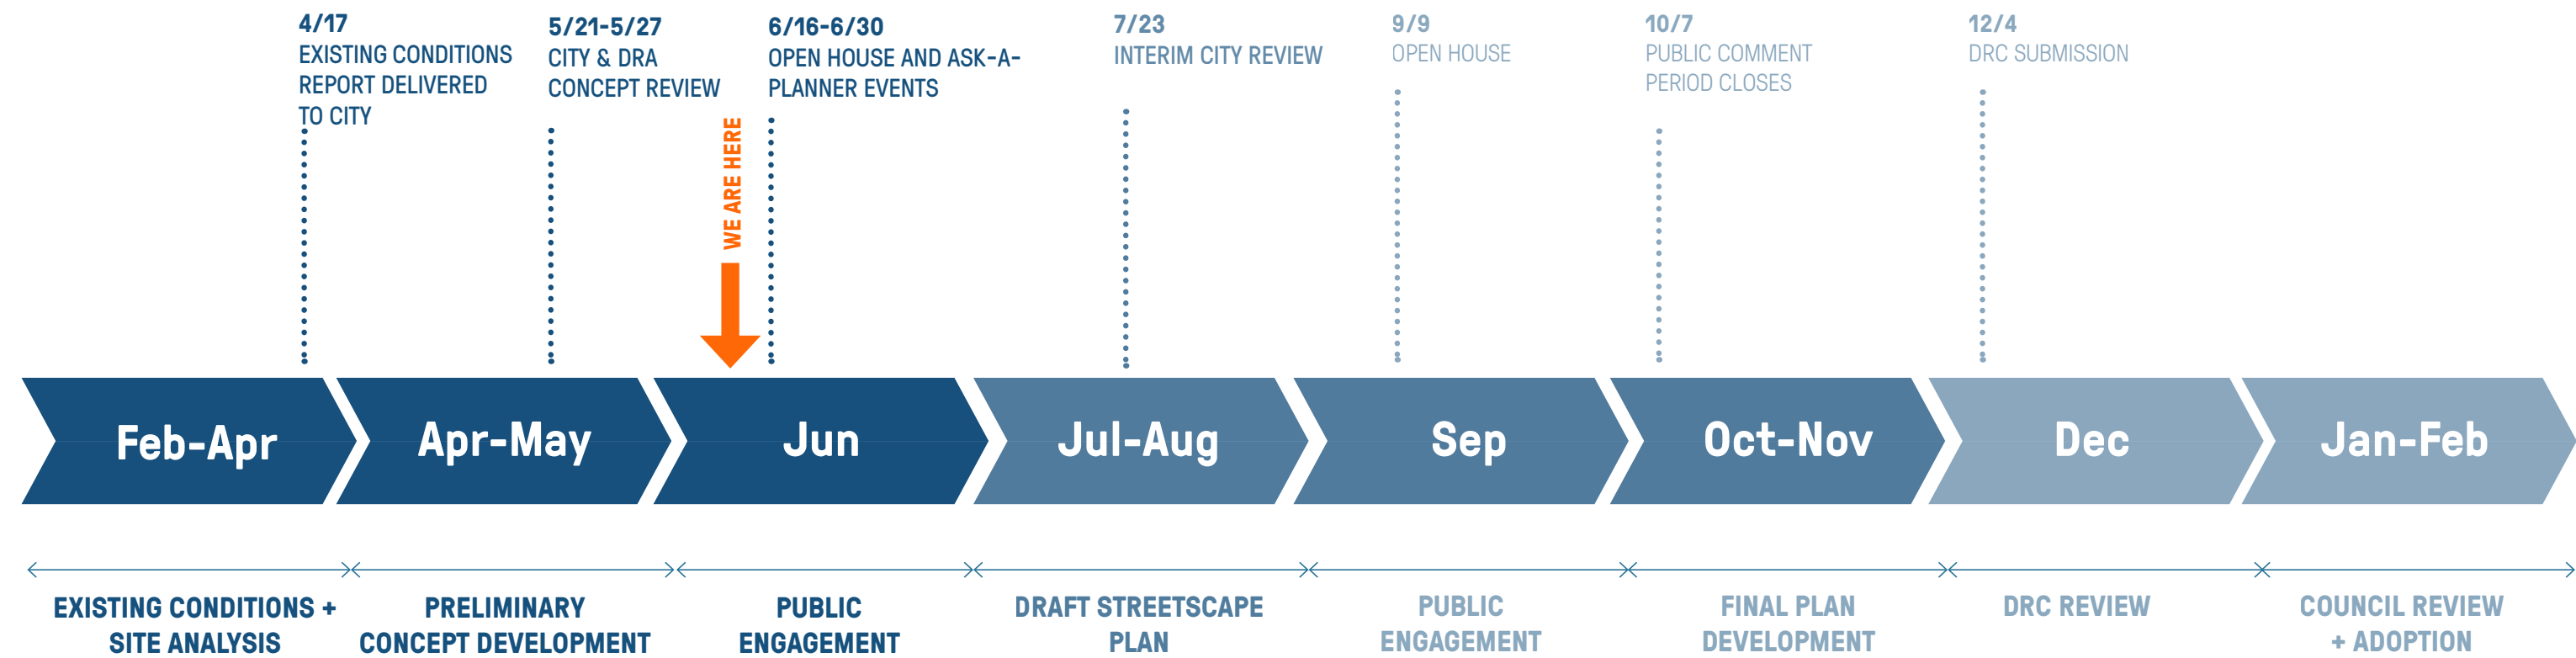 4/17
EXISTING CONDITIONS
REPORT DELIVERED
TO CITY
5/21-5/27
CITY & DRA
CONCEPT REVIEW
6/16-6/30
OPEN HOUSE AND ASK-A-
PLANNER EVENTS
7/23
INTERIM CITY REVIEW
9/9
OPEN HOUSE
10/7
PUBLIC COMMENT
PERIOD CLOSES
12/4
DRC SUBMISSION
WE ARE HERE
Feb-Apr
Apr-May
Jun
Jul-Aug
Sep
Oct-Nov
Dec
Jan-Feb
EXISTING CONDITIONS +
SITE ANALYSIS
PRELIMINARY
CONCEPT DEVELOPMENT
PUBLIC
ENGAGEMENT
DRAFT STREETSCAPE
PLAN
PUBLIC
ENGAGEMENT
FINAL PLAN
DEVELOPMENT
DRC REVIEW
COUNCIL REVIEW
+ ADOPTION